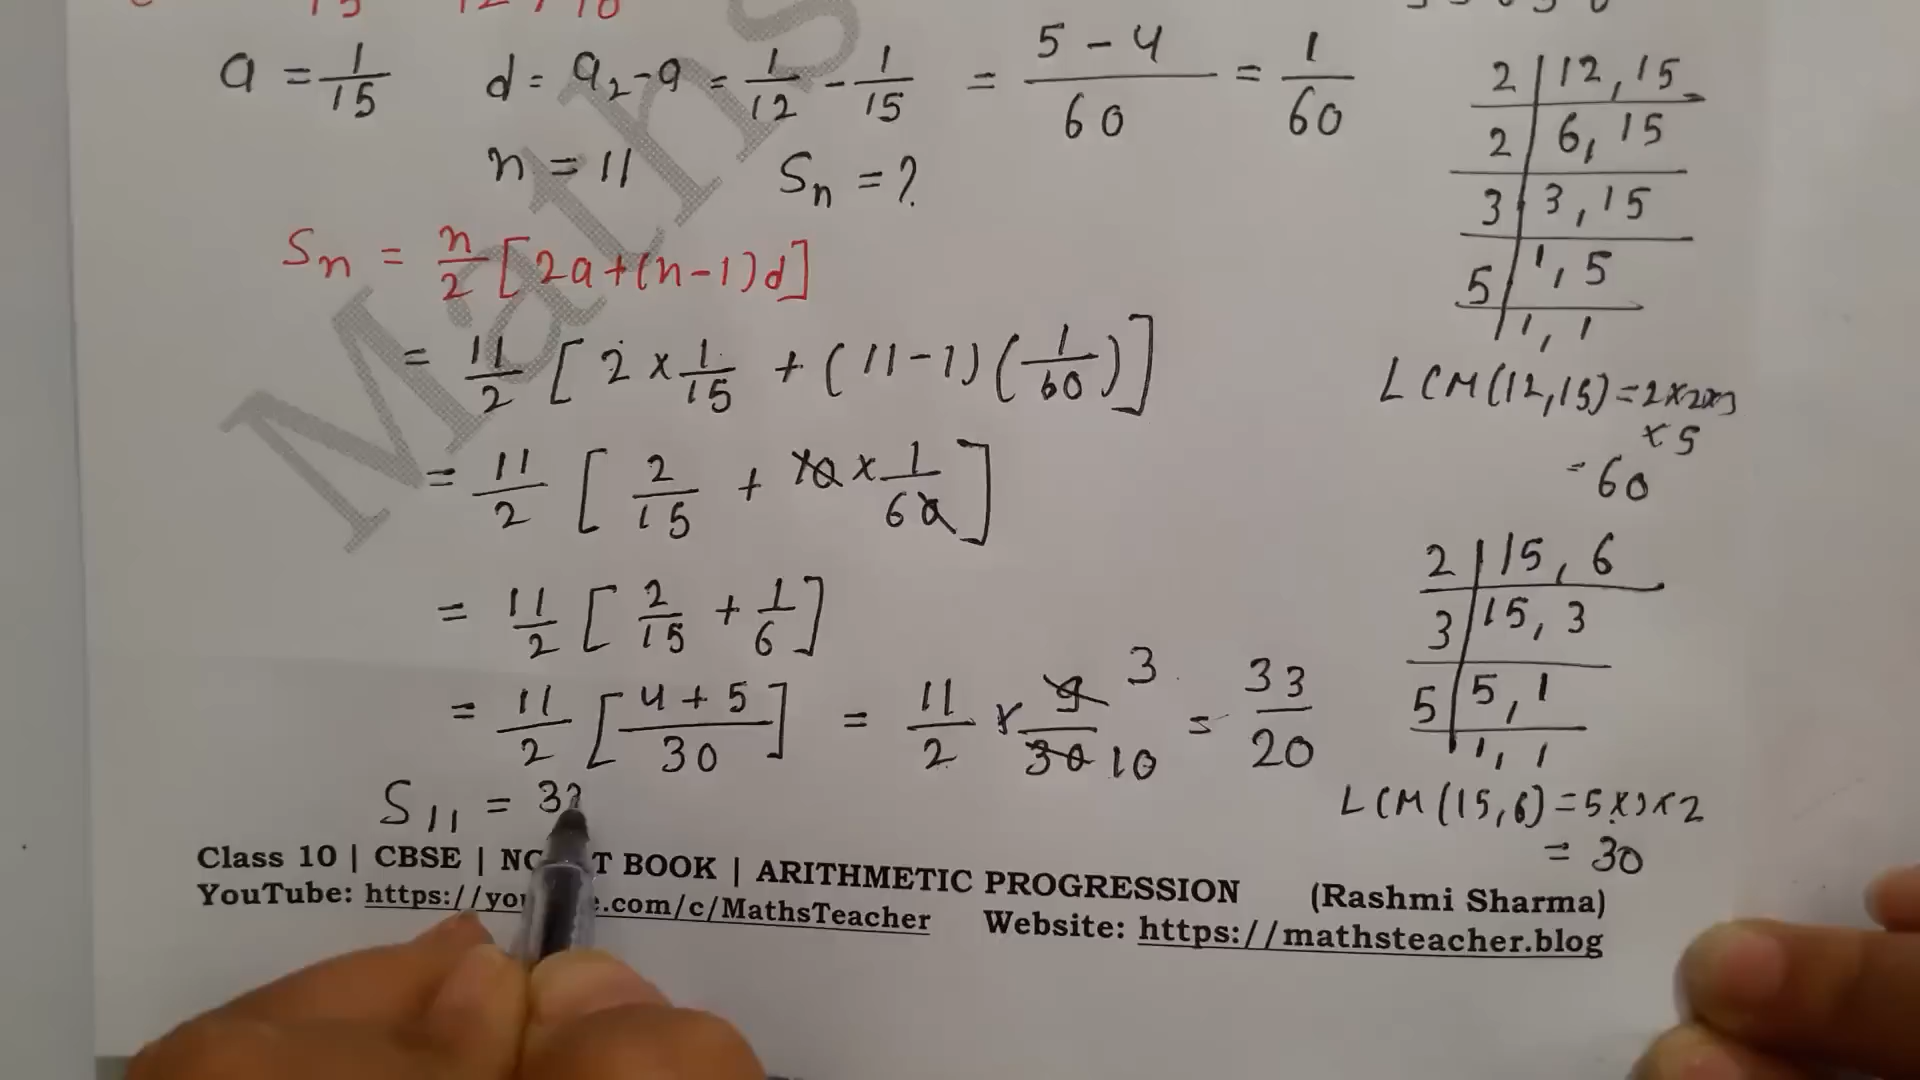 a = 1/15 d = a₂-a = 1/12 - 1/15 = 5-4/60 = 1/60
n = 11 Sₙ = ?
Sₙ = n/2 [2a+(n-1)d]
= 11/2 [2 × 1/15 + (11-1)(1/60)]
= 11/2 [2/15 + 10 × 1/60]
= 11/2 [2/15 + 1/6]
= 11/2 [4+5/30] = 11/2 × 9/30 3 10 = 33/20
S₁₁ = 33
2 | 12, 15
2 | 6, 15
3 | 3, 15
5 | 1, 5
1, 1
LCM(12,15) = 2×2×3
×5
= 60
2 | 15, 6
3 | 15, 3
5 | 5, 1
1, 1
LCM(15,6) = 5×3×2
= 30
Class 10 | CBSE | BOOK | ARITHMETIC PROGRESSION (Rashmi Sharma)
YouTube: .com/c/MathsTeacher Website: https://mathsteacher.blog
Maths